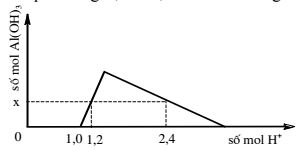 số mol Al(OH)3
x
0
1,0 1,2
2,4
số mol H+